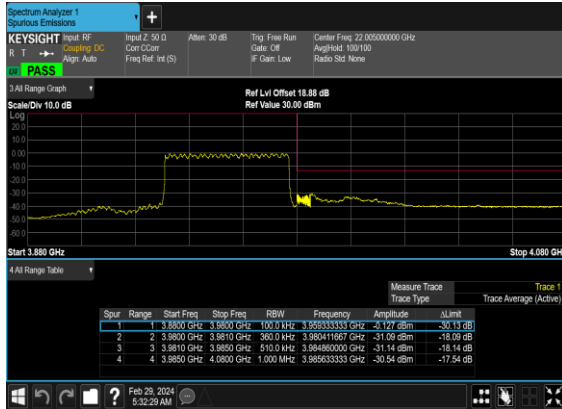 Spectrum Analyzer 1
Spurious Emissions
KEYSIGHT Input: RF Input Z: 50 Ω Atten: 30 dB Trig: Free Run Center Freq: 22.005000000 GHz
R T Coupling: DC Corr CCorr Gate: Off Avg|Hold: 100/100
Align: Auto Freq Ref: Int (S) IF Gain: Low Radio Std: None
PASS
3 All Range Graph Ref Lvl Offset 18.88 dB
Scale/Div 10.0 dB Ref Value 30.00 dBm
Log
20.0
10.0
0.00
-10.0
-20.0
-30.0
-40.0
-50.0
-60.0
Start 3.880 GHz Stop 4.080 GH
4 All Range Table
Measure Trace Trace 1
Trace Type Trace Average (Active)
Spur Range Start Freq Stop Freq RBW Frequency Amplitude ΔLimit
1 1 3.8800 GHz 3.9800 GHz 100.0 kHz 3.959333333 GHz -0.127 dBm -30.13 dB
2 2 3.9800 GHz 3.9810 GHz 360.0 kHz 3.980411667 GHz -31.09 dBm -18.09 dB
3 3 3.9810 GHz 3.9850 GHz 510.0 kHz 3.984860000 GHz -31.14 dBm -18.14 dB
4 4 3.9850 GHz 4.0800 GHz 1.000 MHz 3.985633333 GHz -30.54 dBm -17.54 dB
Feb 29, 2024
5:32:29 AM